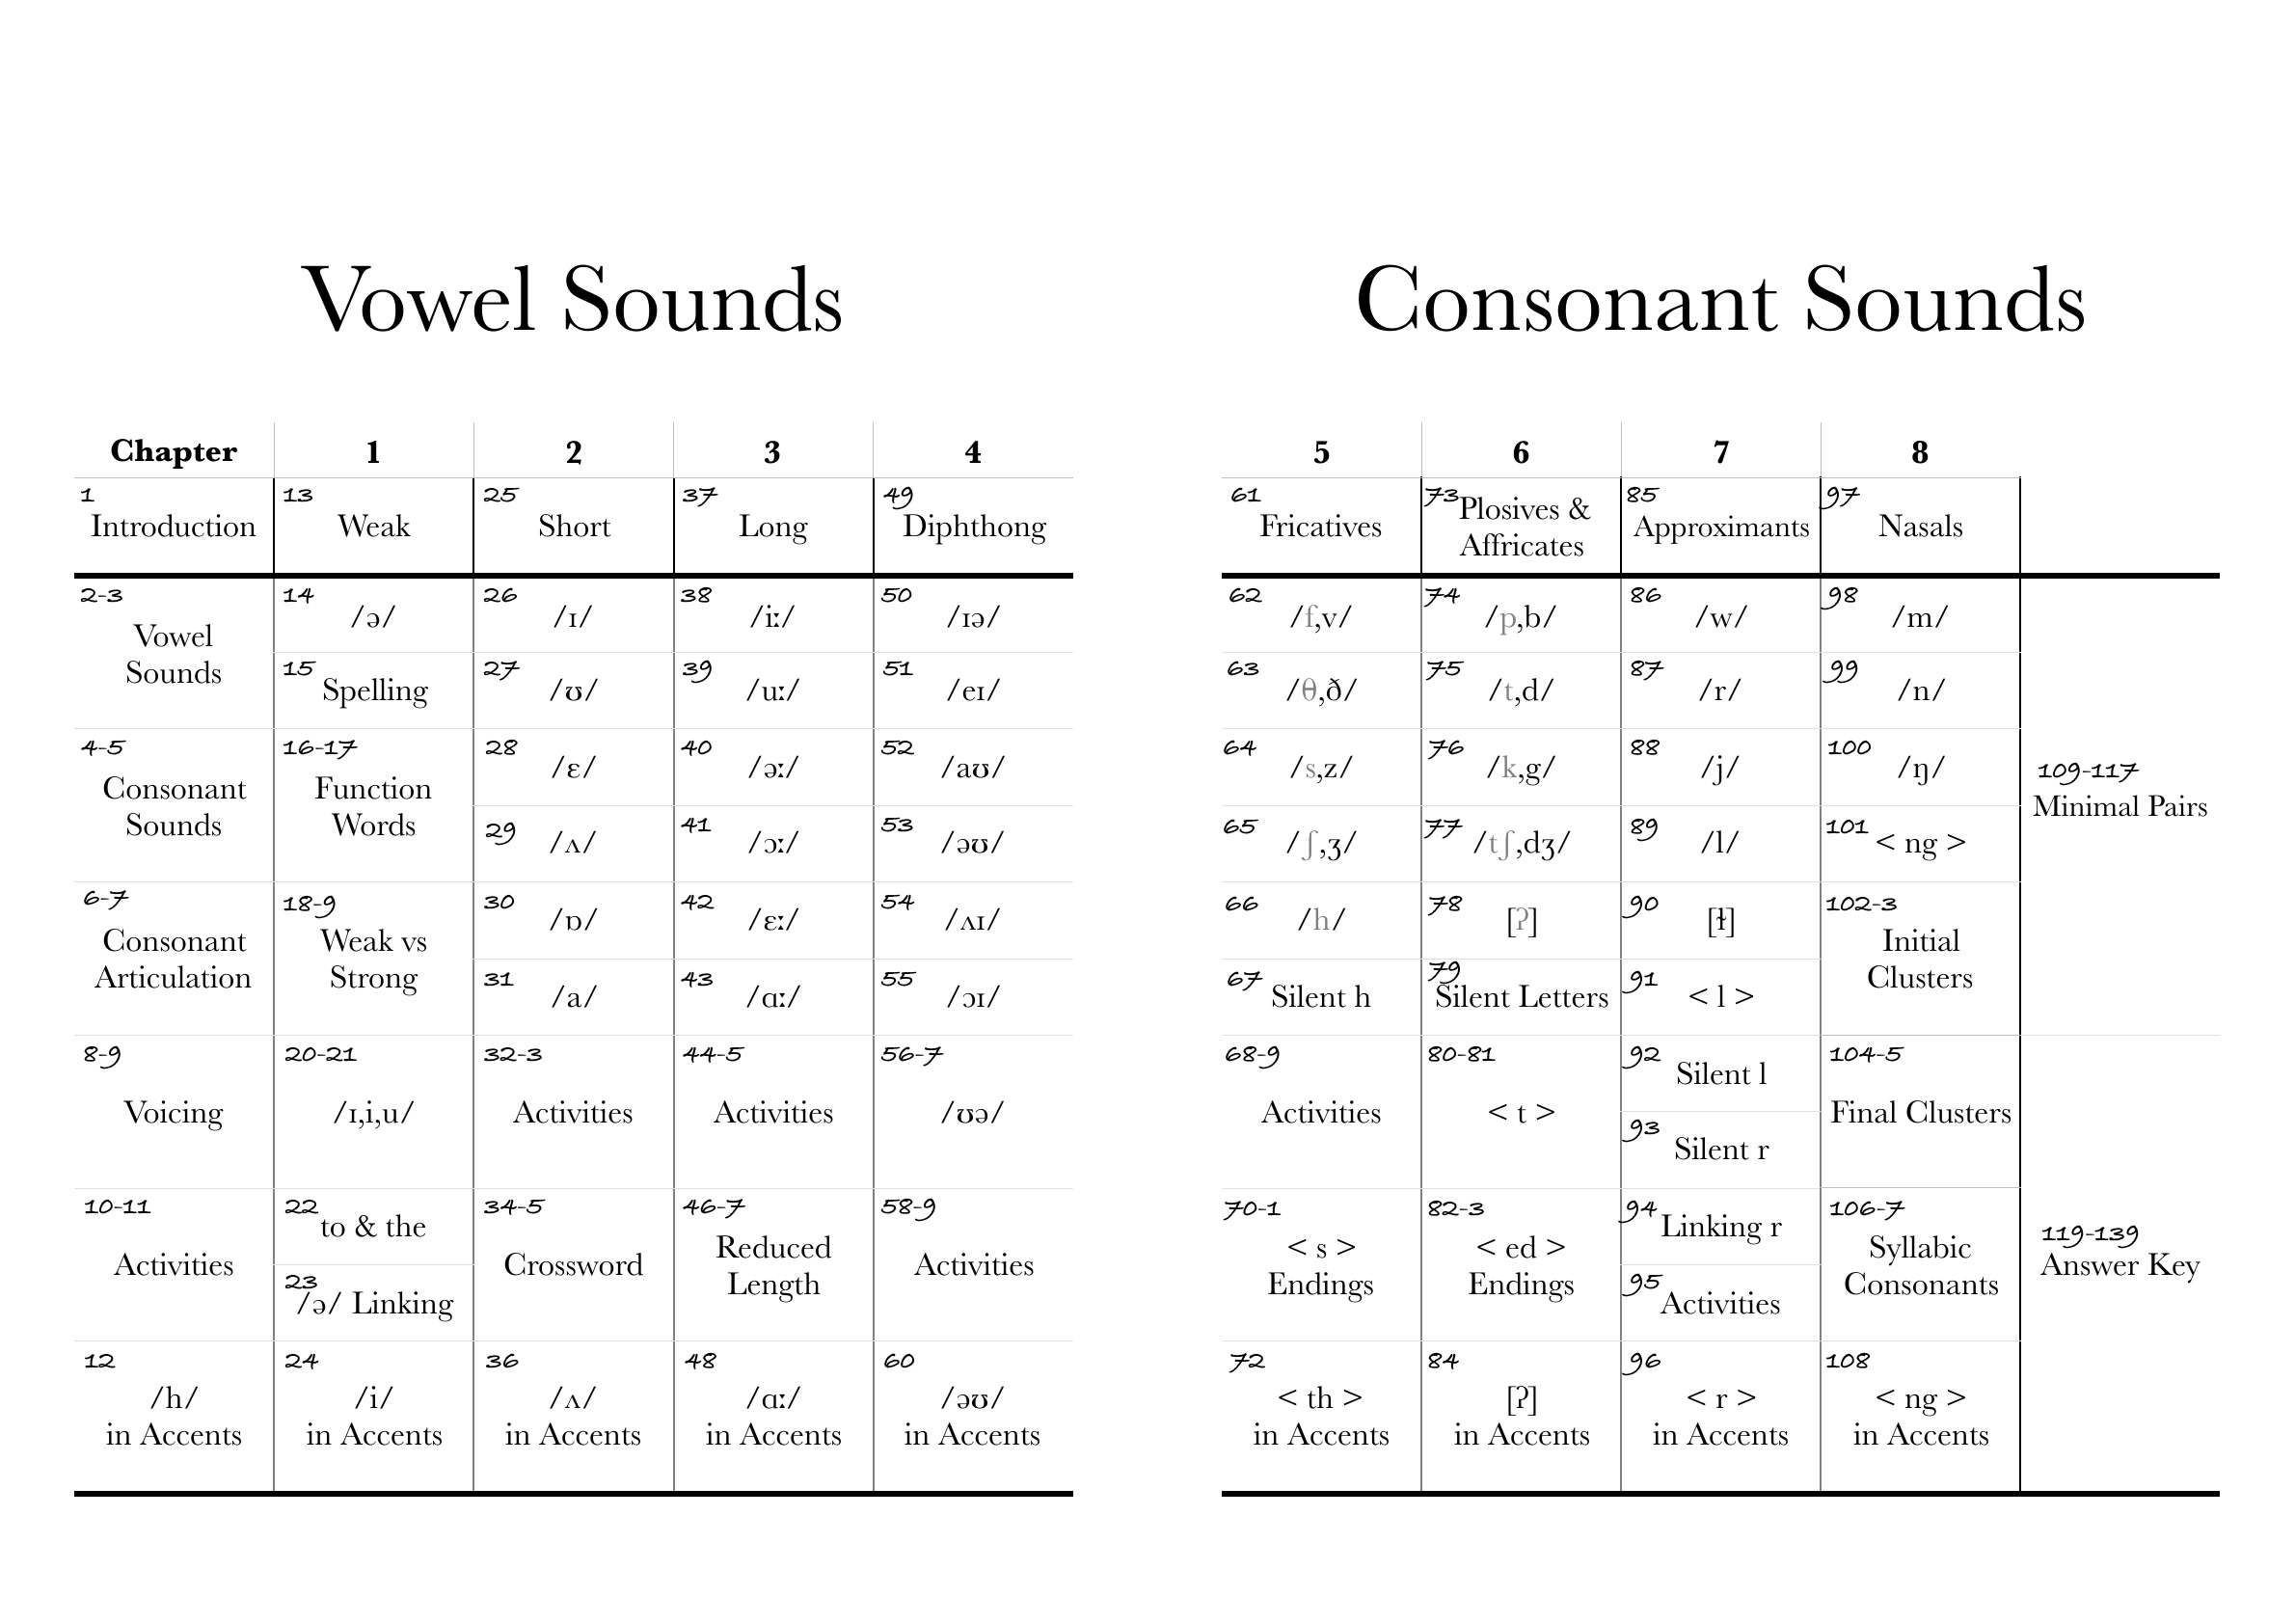 Vowel Sounds
Consonant Sounds
Chapter 1 2 3 4
1 Introduction
13 Weak
25 Short
37 Long
49 Diphthong
2-3 Vowel
Sounds
14 /ə/
26 /ɪ/
38 /iː/
50 /ɪə/
15 Spelling
27 /ʊ/
39 /uː/
51 /eɪ/
4-5 Consonant
Sounds
16-17 Function
Words
28 /ɛ/
40 /əː/
52 /aʊ/
29 /ʌ/
41 /ɔː/
53 /əʊ/
6-7 Consonant
Articulation
18-9 Weak vs
Strong
30 /ɒ/
42 /ɛː/
54 /ʌɪ/
31 /a/
43 /ɑː/
55 /ɔɪ/
8-9 Voicing
20-21 /ɪ,i,u/
32-3 Activities
44-5 Activities
56-7 /ʊə/
10-11 Activities
22 to & the
23 /ə/ Linking
34-5 Crossword
46-7 Reduced
Length
58-9 Activities
12 /h/
in Accents
24 /i/
in Accents
36 /ʌ/
in Accents
48 /ɑː/
in Accents
60 /əʊ/
in Accents
5 6 7 8
61 Fricatives
73 Plosives &
Affricates
85 Approximants
97 Nasals
62 /f,v/
74 /p,b/
86 /w/
98 /m/
63 /θ,ð/
75 /t,d/
87 /r/
99 /n/
64 /s,z/
76 /k,g/
88 /j/
100 /ŋ/
109-117
Minimal Pairs
65 /ʃ,ʒ/
77 /tʃ,dʒ/
89 /l/
101 < ng >
66 /h/
78 [ʔ]
90 [ɫ]
102-3 Initial
Clusters
67 Silent h
79 Silent Letters
91 < l >
68-9 Activities
80-81 < t >
92 Silent l
93 Silent r
104-5 Final Clusters
70-1 < s >
Endings
82-3 < ed >
Endings
94 Linking r
95 Activities
106-7 Syllabic
Consonants
119-139
Answer Key
72 < th >
in Accents
84 [ʔ]
in Accents
96 < r >
in Accents
108 < ng >
in Accents